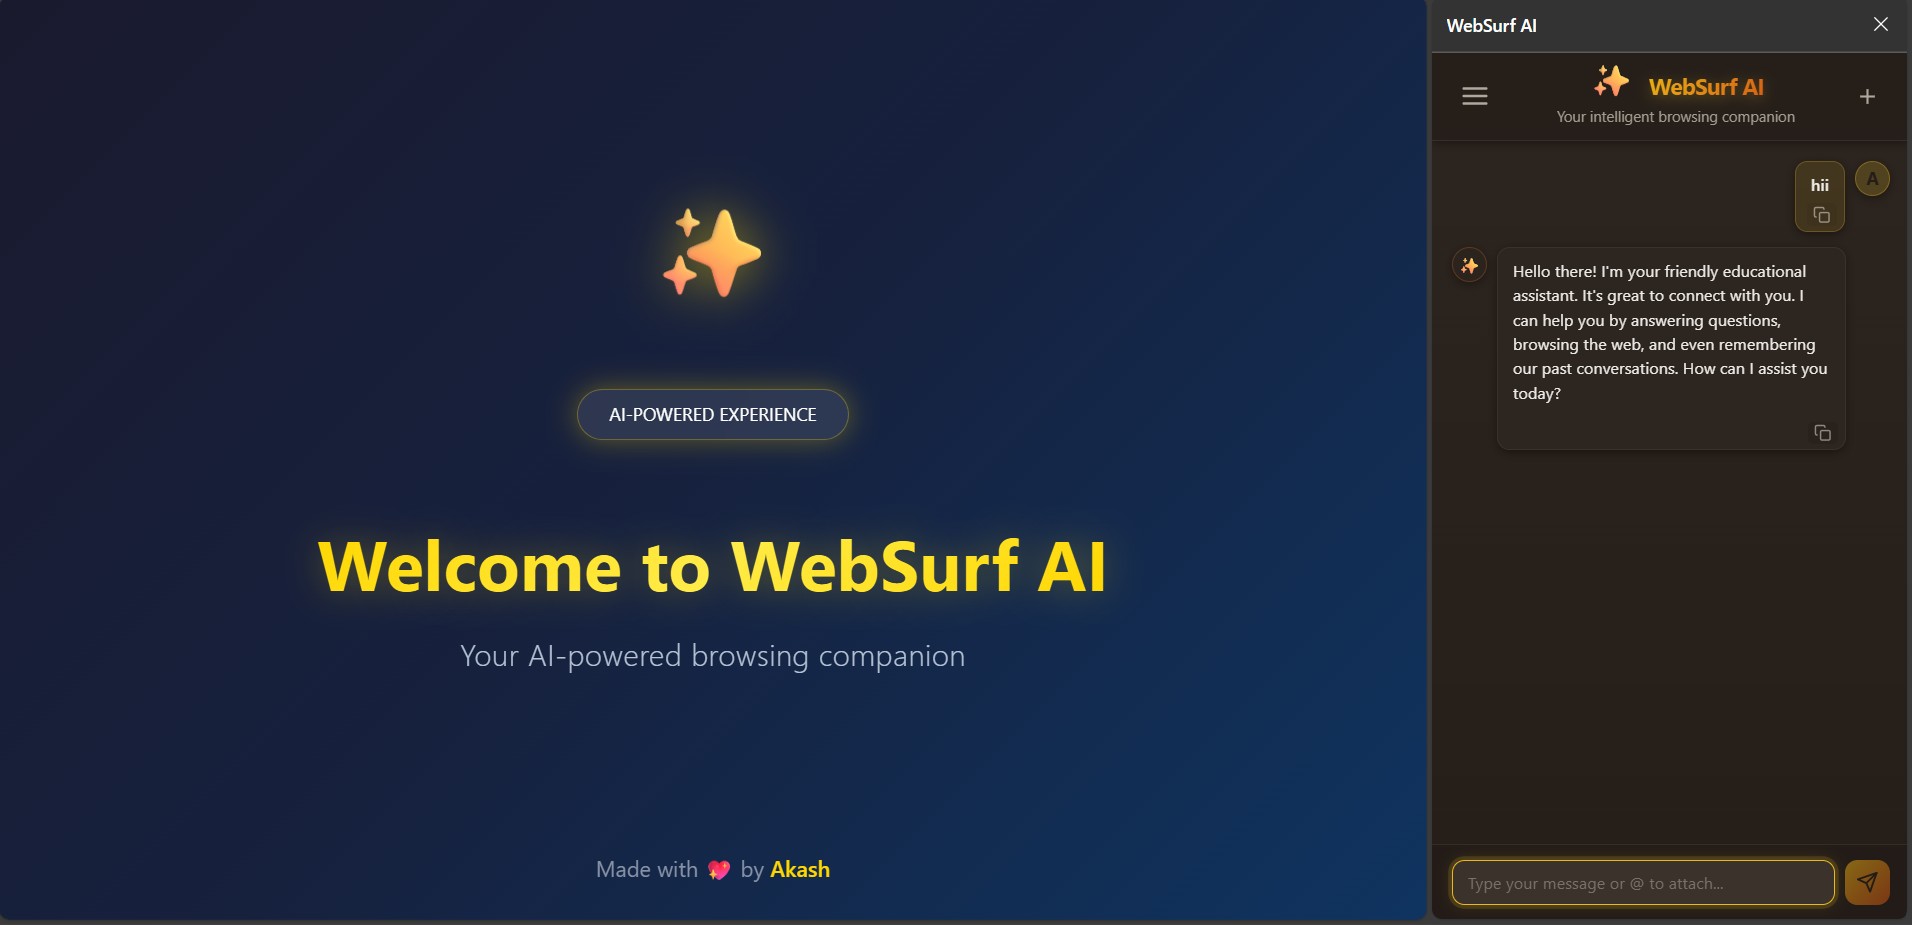 AI-POWERED EXPERIENCE
Welcome to WebSurf AI
Your AI-powered browsing companion
Made with 💖 by Akash
WebSurf AI
WebSurf AI
Your intelligent browsing companion
hii
A
Hello there! I'm your friendly educational
assistant. It's great to connect with you. I
can help you by answering questions,
browsing the web, and even remembering
our past conversations. How can I assist you
today?
Type your message or @ to attach...